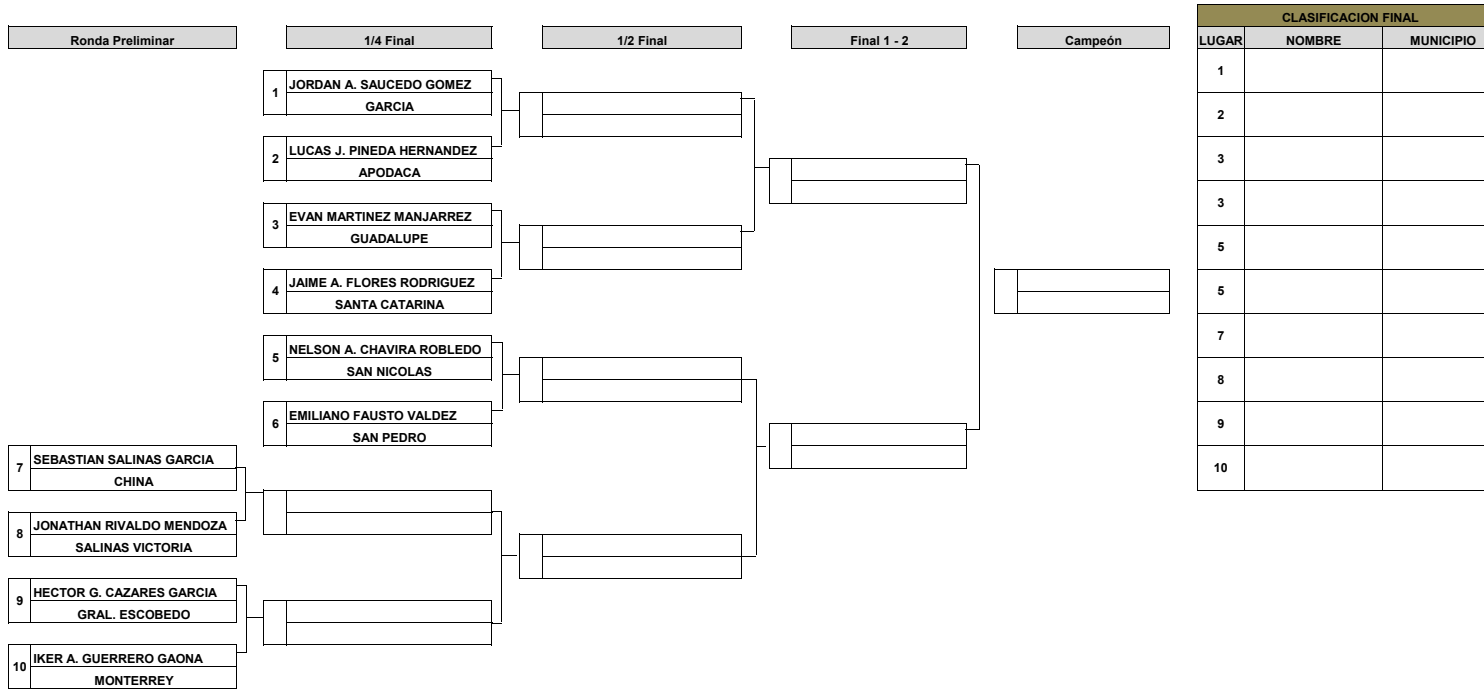 CLASIFICACION FINAL
Ronda Preliminar 1/4 Final 1/2 Final Final 1 - 2 Campeón LUGAR NOMBRE MUNICIPIO
1 JORDAN A. SAUCEDO GOMEZ
GARCIA
2 LUCAS J. PINEDA HERNANDEZ
APODACA
3 EVAN MARTINEZ MANJARREZ
GUADALUPE
4 JAIME A. FLORES RODRIGUEZ
SANTA CATARINA
5 NELSON A. CHAVIRA ROBLEDO
SAN NICOLAS
6 EMILIANO FAUSTO VALDEZ
SAN PEDRO
7 SEBASTIAN SALINAS GARCIA
CHINA
8 JONATHAN RIVALDO MENDOZA
SALINAS VICTORIA
9 HECTOR G. CAZARES GARCIA
GRAL. ESCOBEDO
10 IKER A. GUERRERO GAONA
MONTERREY
1
2
3
3
5
5
7
8
9
10